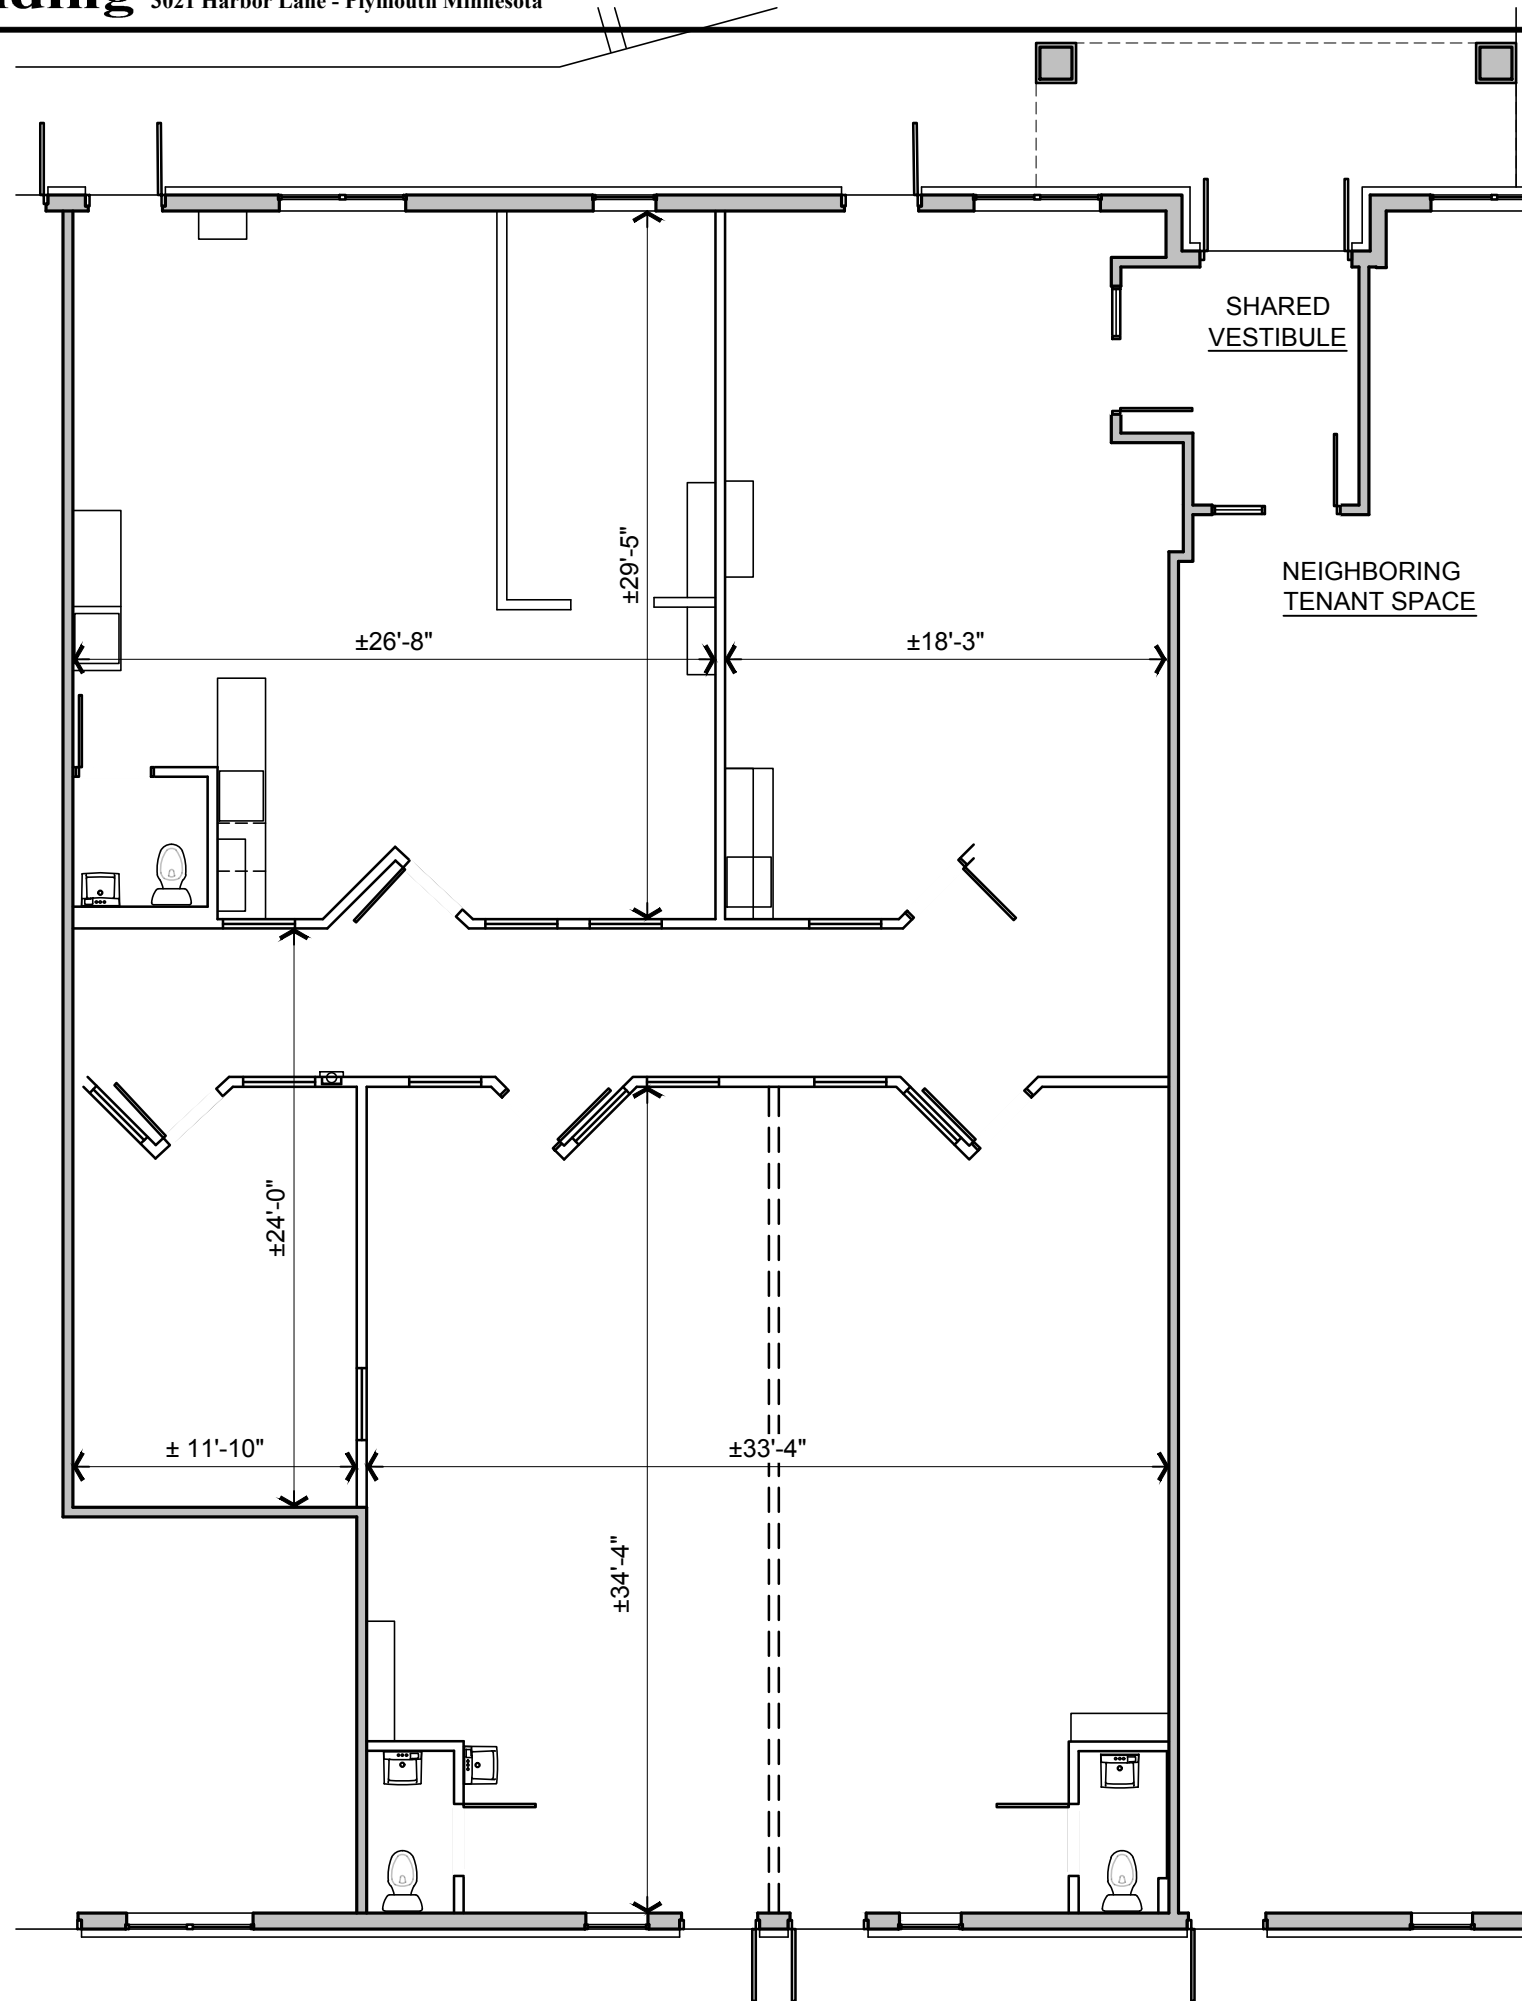 3021 Harbor Lane - Plymouth Minnesota
SHARED
VESTIBULE
±29'-5"
NEIGHBORING
TENANT SPACE
±26'-8"
±18'-3"
±24'-0"
± 11'-10"
±33'-4"
±34'-4"